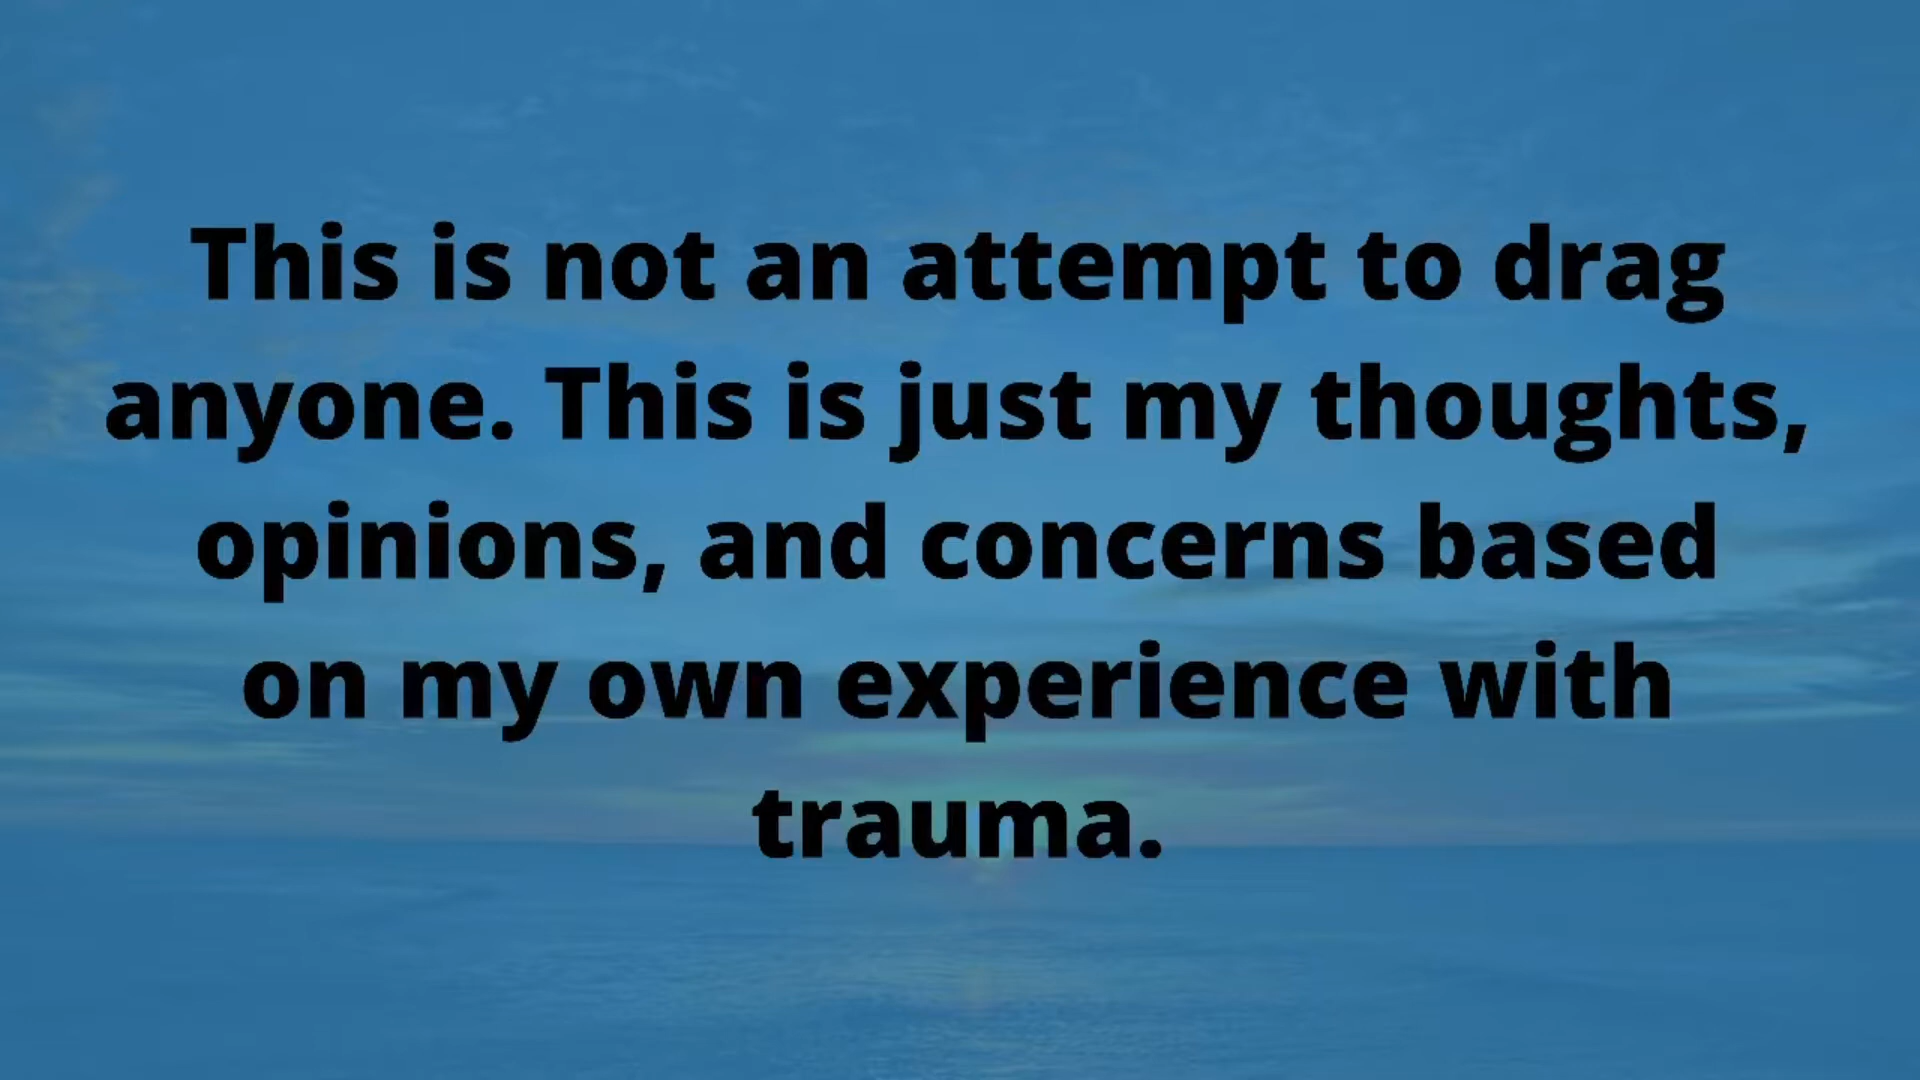 This is not an attempt to drag
anyone. This is just my thoughts,
opinions, and concerns based
on my own experience with
trauma.